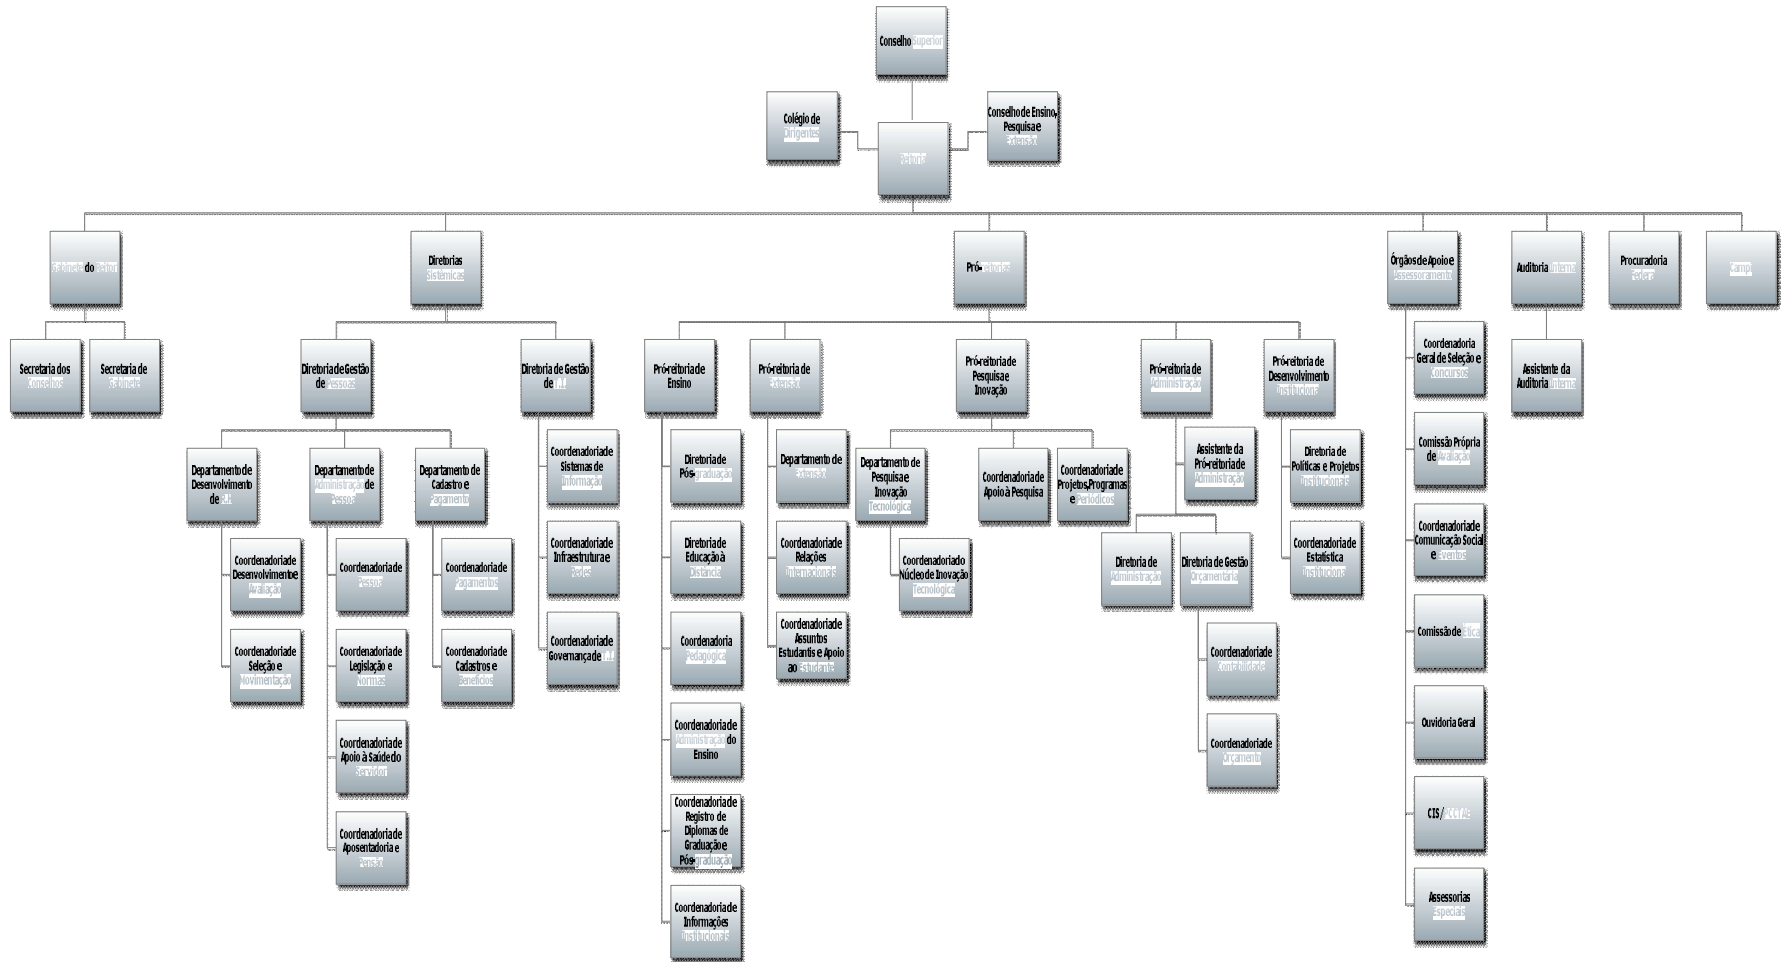 Conselho Superior
Colégio de
Dirigentes
Conselho de Ensino,
Pesquisa e
Extensão
Reitoria
Gabinete do Reitor
Diretorias
Sistêmicas
Pró-reitorias
Órgãos de Apoio e
Assessoramento
Auditoria Interna
Procuradoria
Federal
Campi
Secretaria dos
Conselhos
Secretaria de
Gabinete
Diretoria de Gestão
de Pessoas
Diretoria de Gestão
de T.I.
Pró-reitoria de
Ensino
Pró-reitoria de
Extensão
Pró-reitoria de
Pesquisa e
Inovação
Pró-reitoria de
Administração
Pró-reitoria de
Desenvolvimento
Institucional
Coordenadoria
Geral de Seleção e
Concursos
Assistente da
Auditoria Interna
Departamento de
Desenvolvimento
de
Departamento de
Administração de
Pessoal
Departamento de
Cadastro e
Pagamento
Coordenadoria de
Sistemas de
Informação
Diretoria de
Pós-graduação
Departamento de
Extensão
Departamento de
Pesquisa e
Inovação
Tecnológica
Coordenadoria de
Apoio à Pesquisa
Coordenadoria de
Projetos, Programas
e Periódicos
Assistente da
Pró-reitoria de
Administração
Diretoria de
Políticas e Projetos
Institucionais
Comissão Própria
de Avaliação
Coordenadoria de
Desenvolvimento e
Avaliação
Coordenadoria de
Pessoal
Coordenadoria de
Pagamentos
Coordenadoria de
Infraestrutura e
Redes
Diretoria de
Educação à
Distância
Coordenadoria de
Relações
Internacionais
Coordenadoria do
Núcleo de Inovação
Tecnológica
Diretoria de
Administração
Diretoria de Gestão
Orçamentária
Coordenadoria de
Estatística
Institucional
Coordenadoria de
Comunicação Social
e Eventos
Coordenadoria de
Seleção e
Movimentação
Coordenadoria de
Legislação e
Normas
Coordenadoria de
Cadastros e
Benefícios
Coordenadoria de
Governança de T.I.
Coordenadoria
Pedagógica
Coordenadoria de
Assuntos
Estudantis e Apoio
ao Estudante
Coordenadoria de
Contabilidade
Comissão de Ética
Coordenadoria de
Apoio à Saúde do
Servidor
Coordenadoria de
Administração do
Ensino
Coordenadoria de
Orçamento
Ouvidoria Geral
Coordenadoria de
Aposentadoria e
Pensão
Coordenadoria de
Registro de
Diplomas de
Graduação e
Pós-graduação
CIS/PCCTAE
Coordenadoria de
Informações
Institucionais
Assessorias
Especiais